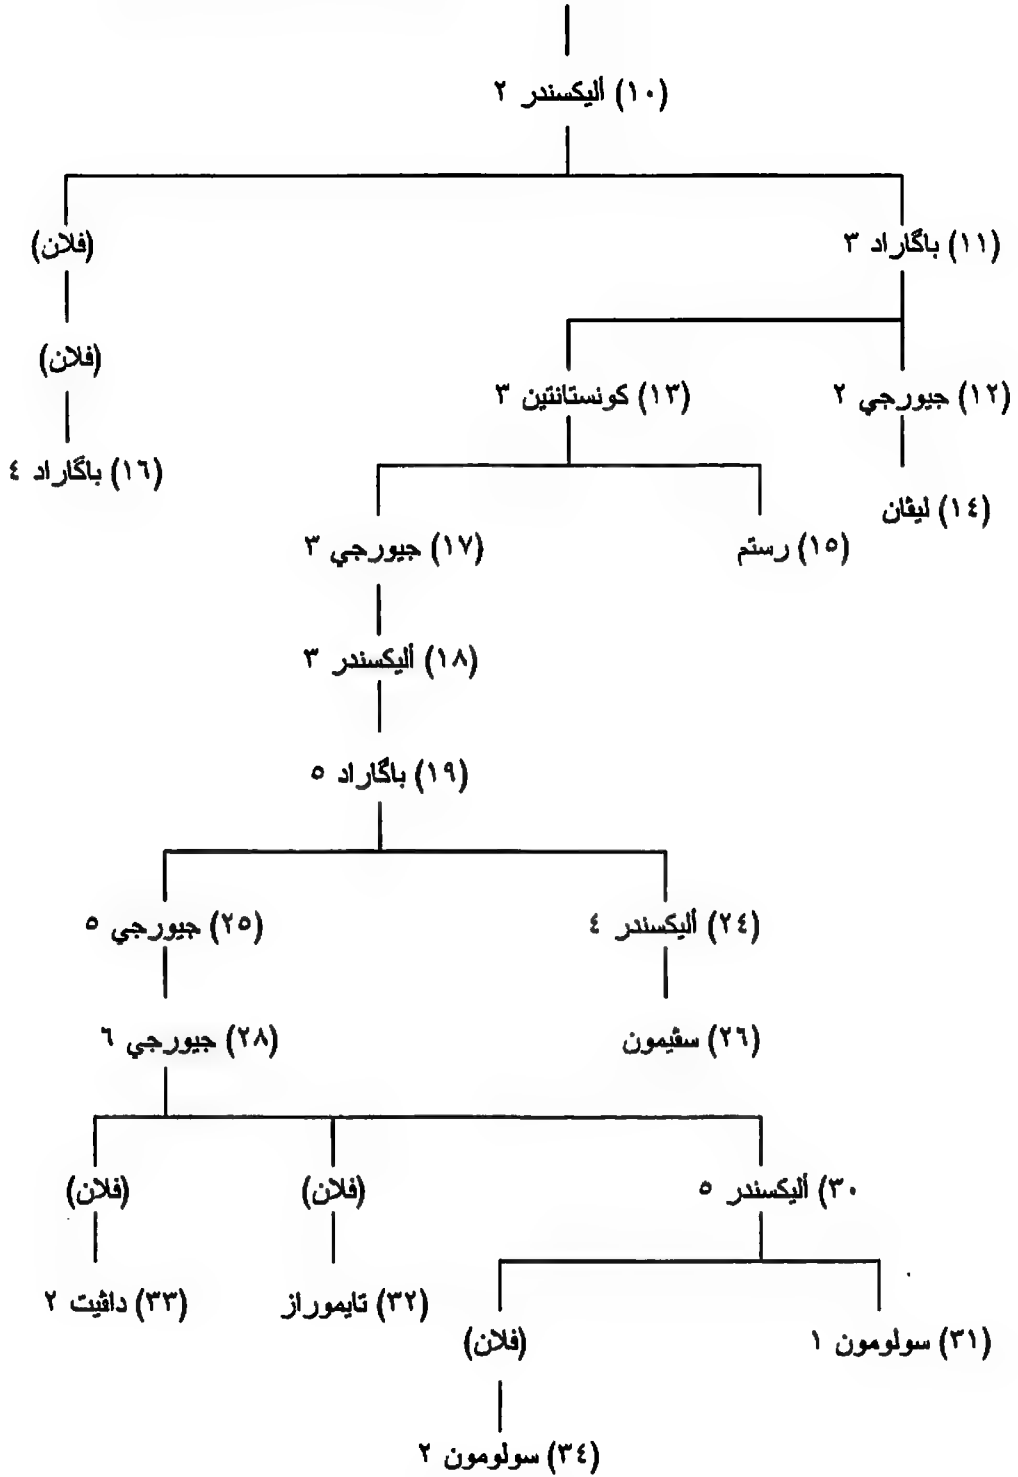 (١٠) أليكسندر ٢
(١١) باگاراد ٣
(فلان)
(فلان)
(١٢) جيورجي ٢
(١٣) كونستانتين ٣
(١٦) باگاراد ٤
(١٤) ليڤان
(١٥) رستم
(١٧) جيورجي ٣
(١٨) أليكسندر ٣
(١٩) باگاراد ٥
(٢٤) أليكسندر ٤
(٢٥) جيورجي ٥
(٢٦) سڤيمون
(٢٨) جيورجي ٦
٣٠) أليكسندر ٥
(فلان)
(فلان)
(٣٢) تايموراز
(٣٣) داڤيت ٢
(٣١) سولومون ١
(فلان)
(٣٤) سولومون ٢